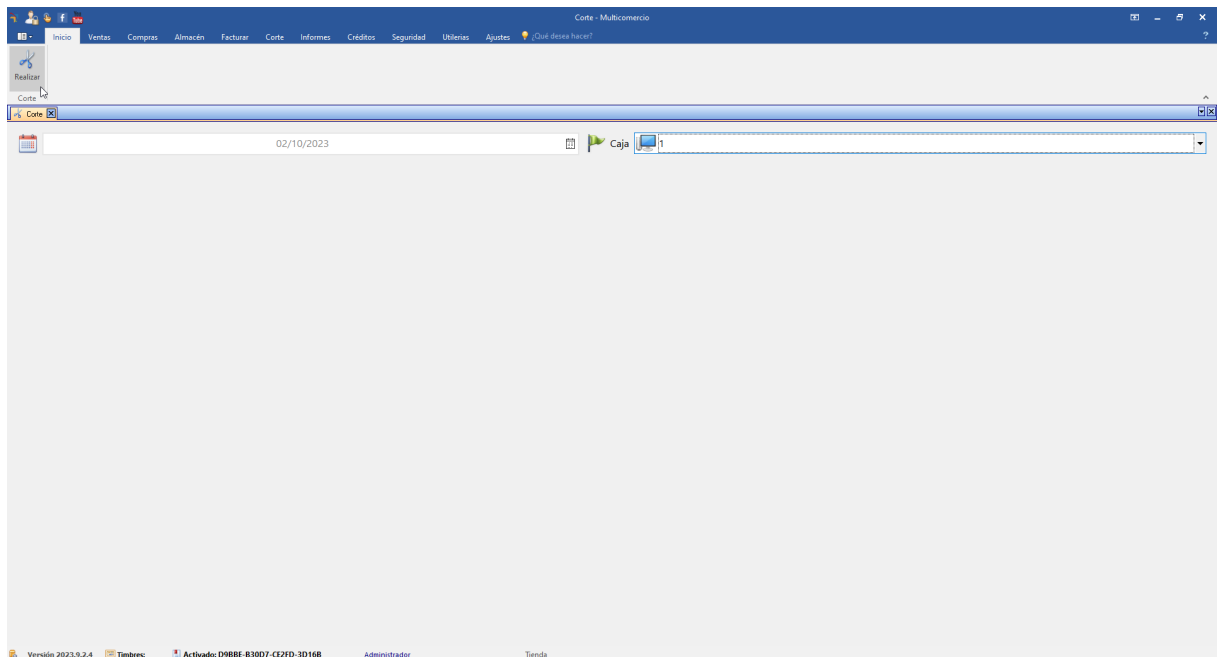 Corte - Multicomercio
Inicio Ventas Compras Almacén Facturar Corte Informes Créditos Seguridad Utilerias Ajustes ¿Qué desea hacer? ?
Realizar
Corte
Corte
02/10/2023 Caja 1
Versión 2023.9.2.4 Timbres: Activado: D9BBE-B30D7-CE2FD-3D16B Administrador Tienda